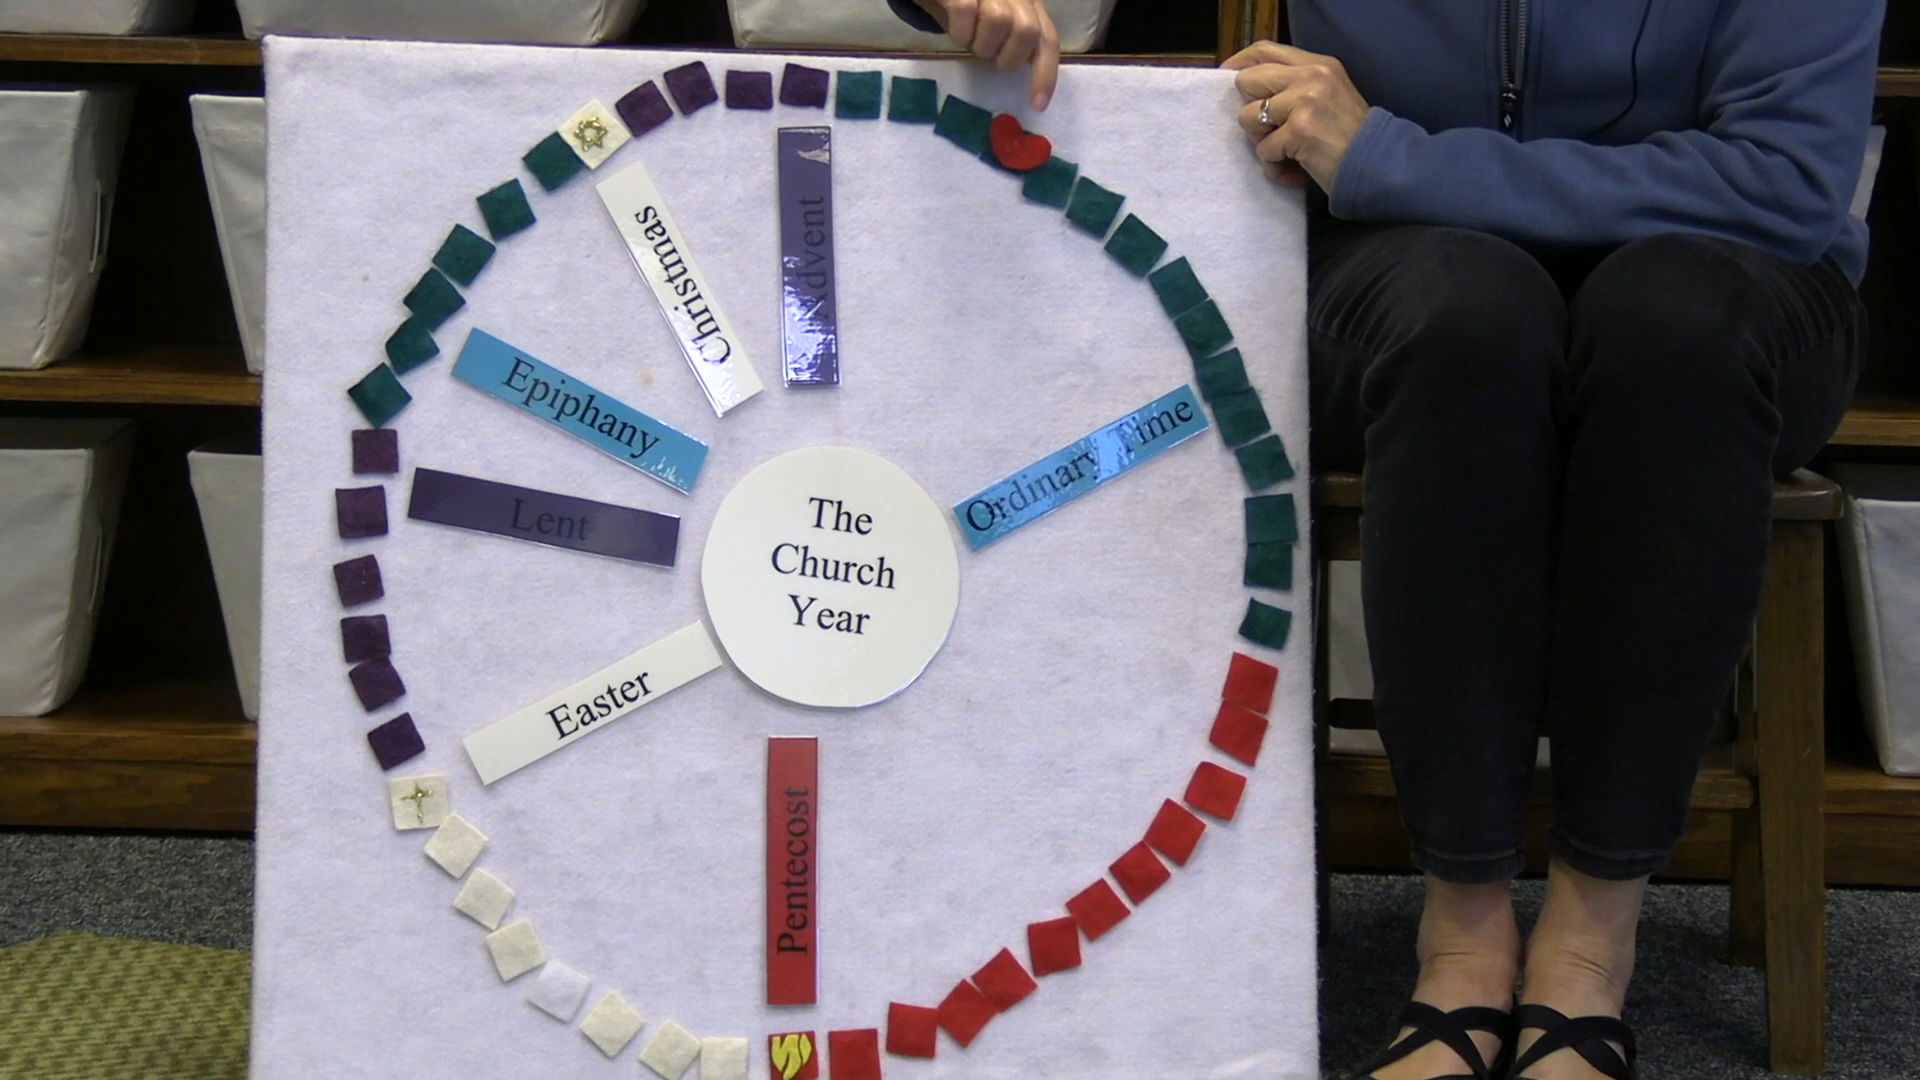 Advent
Christmas
Epiphany
Lent
Easter
Pentecost
Ordinary Time
The
Church
Year